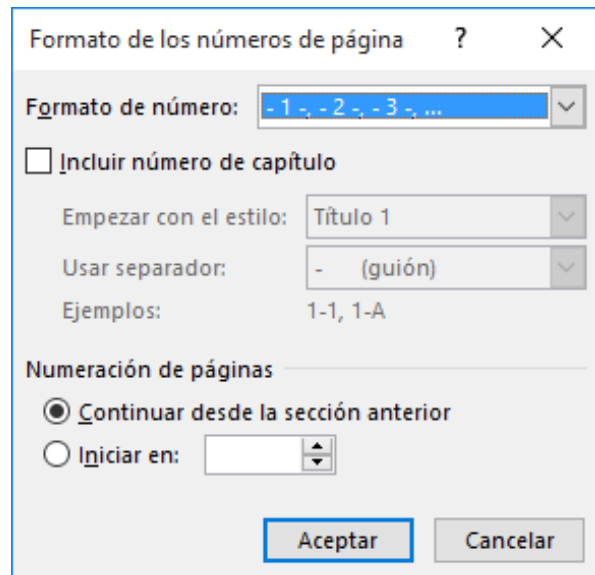 Formato de los números de página ?
Formato de número: - 1 -, - 2 -, - 3 -, ...
Incluir número de capítulo
Empezar con el estilo: Título 1
Usar separador: - (guión)
Ejemplos: 1-1, 1-A
Numeración de páginas
Continuar desde la sección anterior
Iniciar en:
Aceptar Cancelar